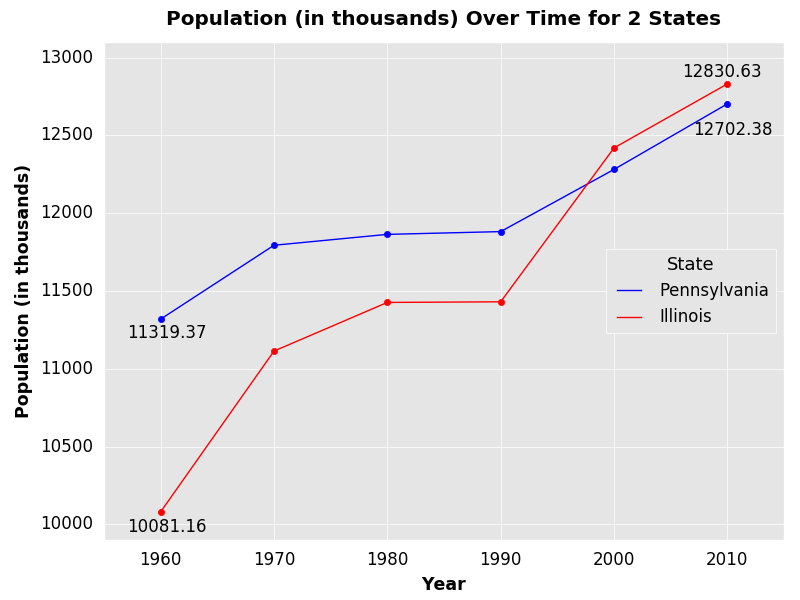 Population (in thousands) Over Time for 2 States
Population (in thousands)
13000
12500
12000
11500
11000
10500
10000
12830.63
12702.38
11319.37
10081.16
State
Pennsylvania
Illinois
1960 1970 1980 1990 2000 2010
Year